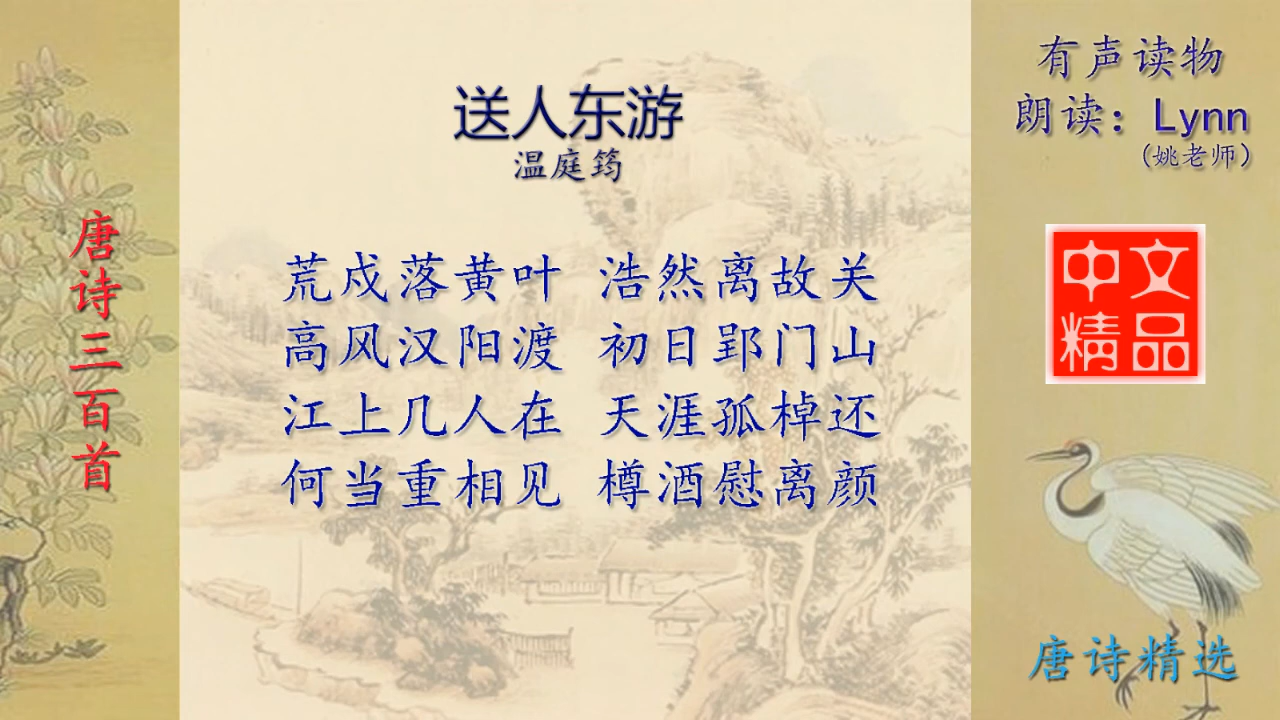 送人东游
温庭筠
荒戍落黄叶 浩然离故关
高风汉阳渡 初日郢门山
江上几人在 天涯孤棹还
何当重相见 樽酒慰离颜
唐诗三百首
有声读物
朗读：Lynn
（姚老师）
中文
精品
唐诗精选